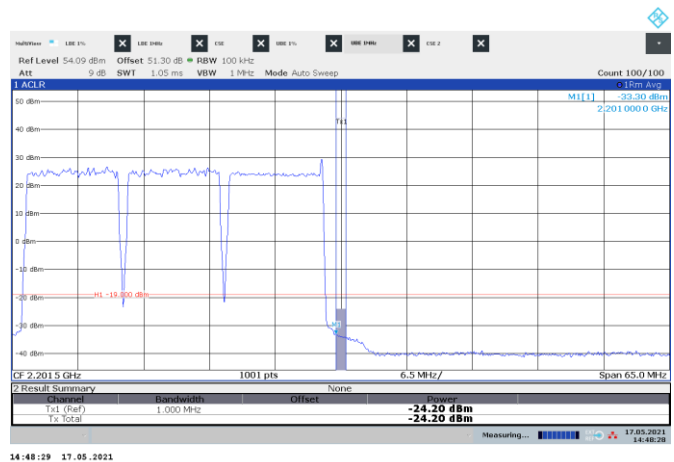 MultiView LBE 1% X LBE 1MHz X CSE X UBE 1% X UBE 1MHz X CSE 2 X
Ref Level 54.09 dBm Offset 51.30 dB RBW 100 kHz
Att 9 dB SWT 1.05 ms VBW 1 MHz Mode Auto Sweep Count 100/100
1 ACLR 1Rm Avg
M1[1] -33.30 dBm
2.201 000 0 GHz
50 dBm
Tx1
40 dBm
30 dBm
20 dBm
10 dBm
0 dBm
-10 dBm
-20 dBm H1 -19.000 dBm
-30 dBm M1
-40 dBm
CF 2.2015 GHz 1001 pts 6.5 MHz/ Span 65.0 MHz
2 Result Summary None
Channel Bandwidth Offset Power
Tx1 (Ref) 1.000 MHz -24.20 dBm
Tx Total -24.20 dBm
Measuring... 17.05.2021
14:48:28
14:48:29 17.05.2021